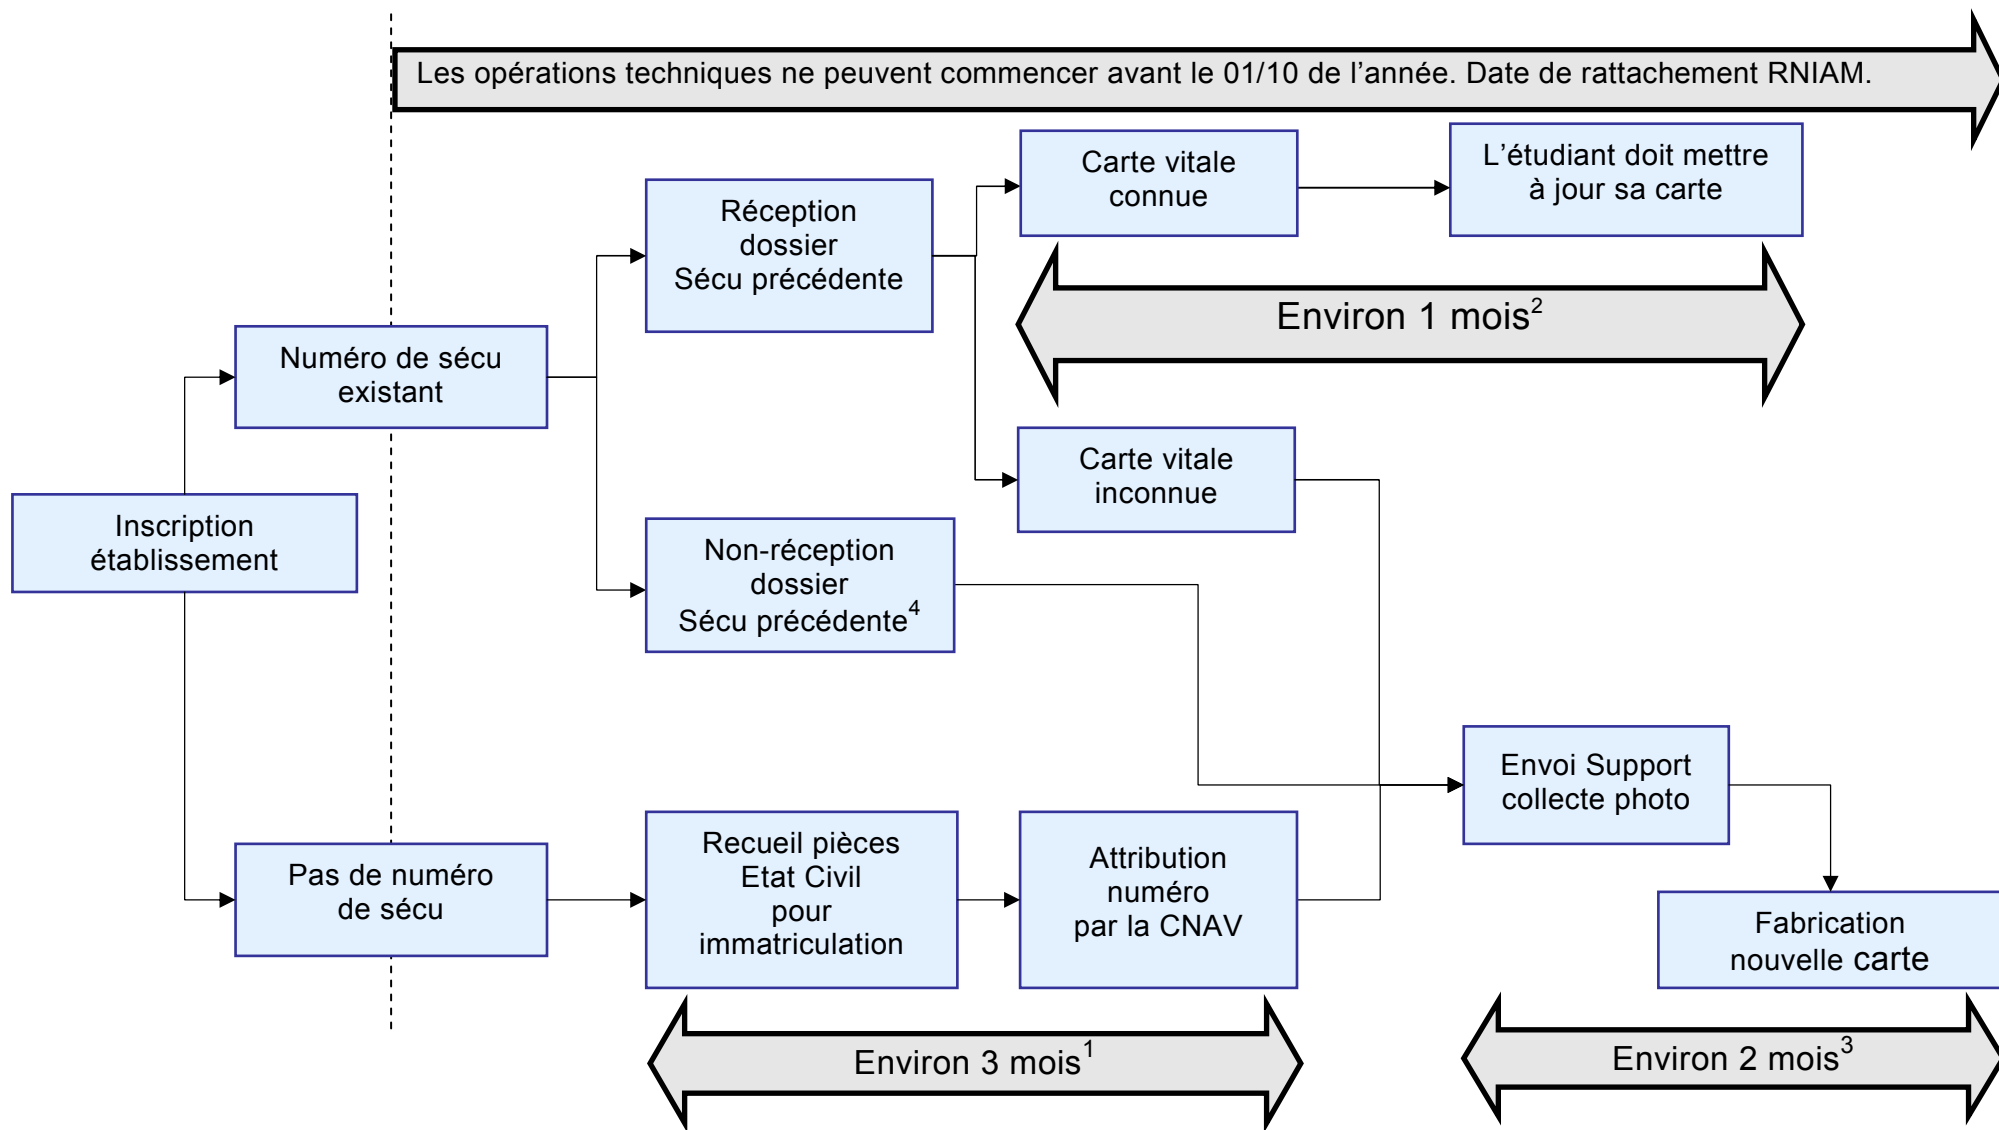 Les opérations techniques ne peuvent commencer avant le 01/10 de l’année. Date de rattachement RNIAM.
Carte vitale
connue
L’étudiant doit mettre
à jour sa carte
Réception
dossier
Sécu précédente
Environ 1 mois²
Numéro de sécu
existant
Carte vitale
inconnue
Inscription
établissement
Non-réception
dossier
Sécu précédente⁴
Envoi Support
collecte photo
Pas de numéro
de sécu
Recueil pièces
Etat Civil
pour
immatriculation
Attribution
numéro
par la CNAV
Fabrication
nouvelle carte
Environ 3 mois¹
Environ 2 mois³